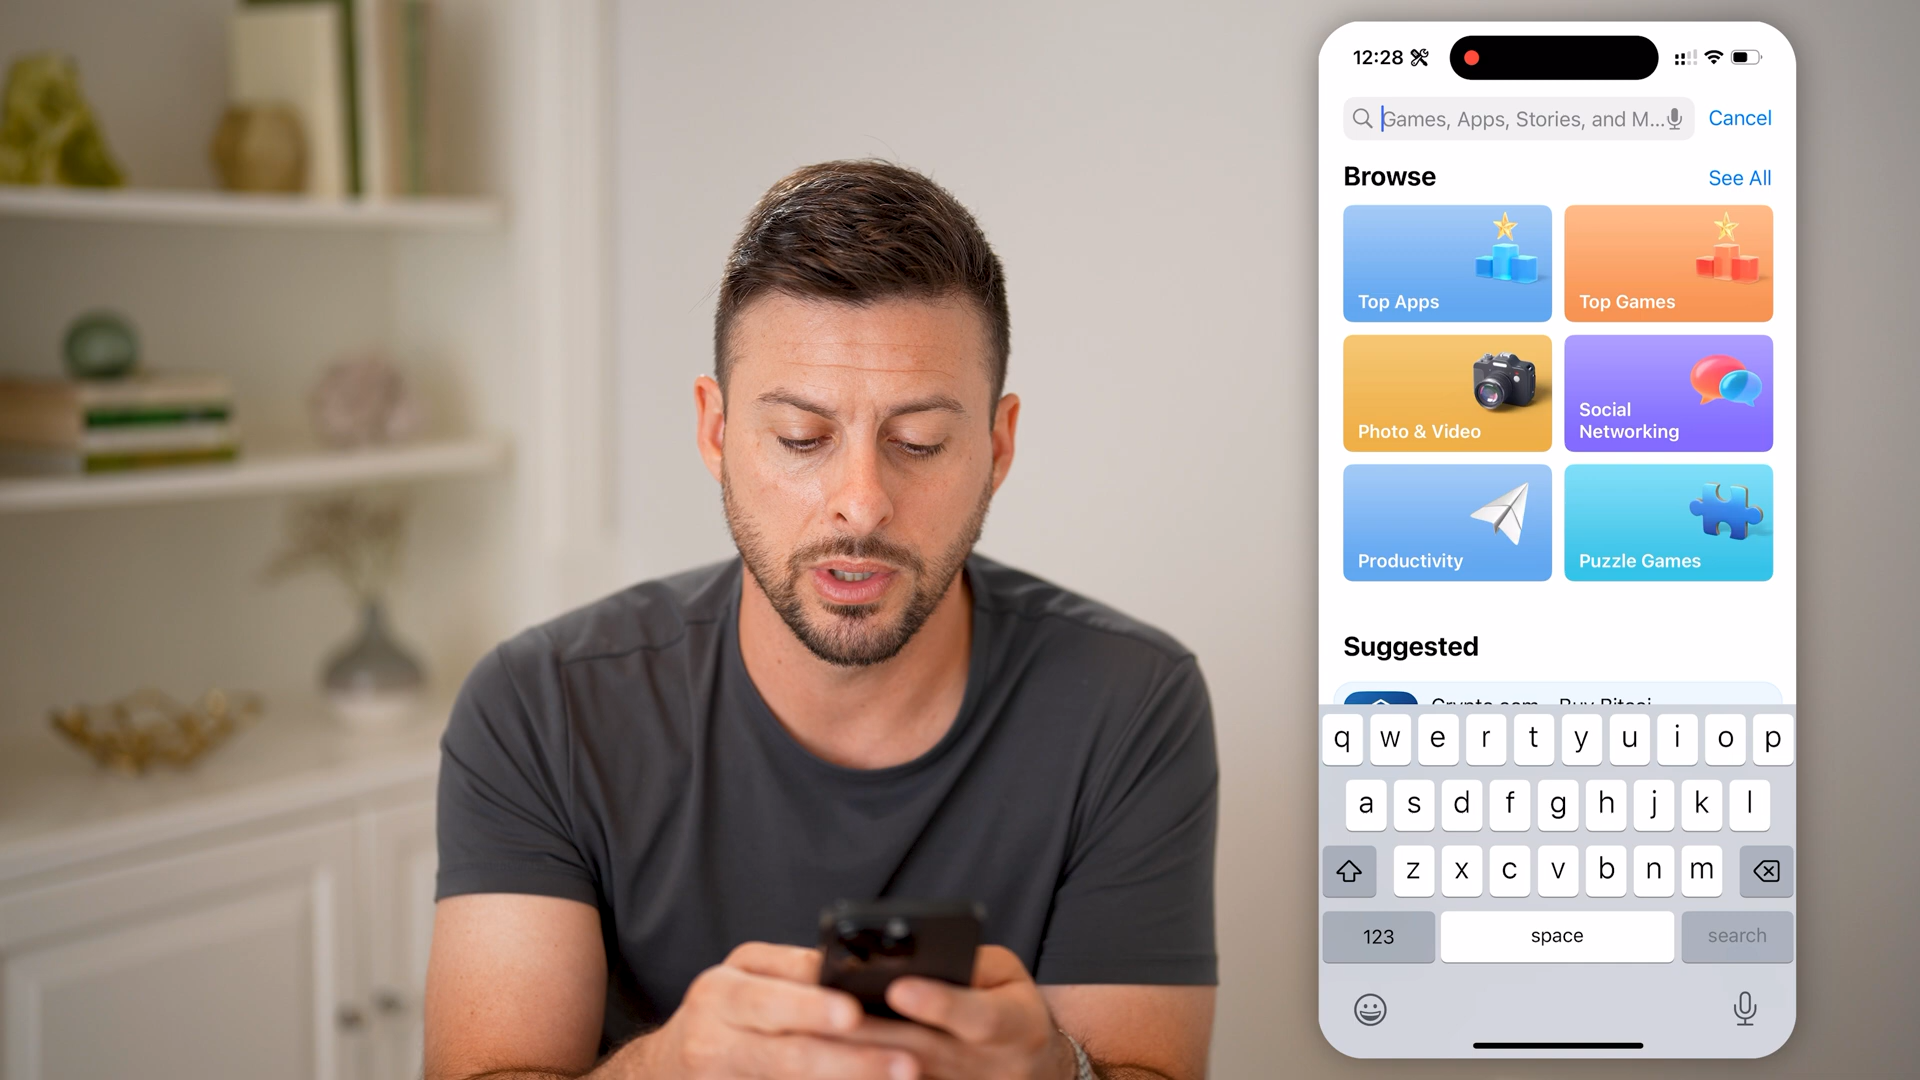 12:28
Games, Apps, Stories, and M...
Cancel
Browse
See All
Top Apps
Top Games
Photo & Video
Social
Networking
Productivity
Puzzle Games
Suggested
q w e r t y u i o p
a s d f g h j k l
z x c v b n m
123
space
search